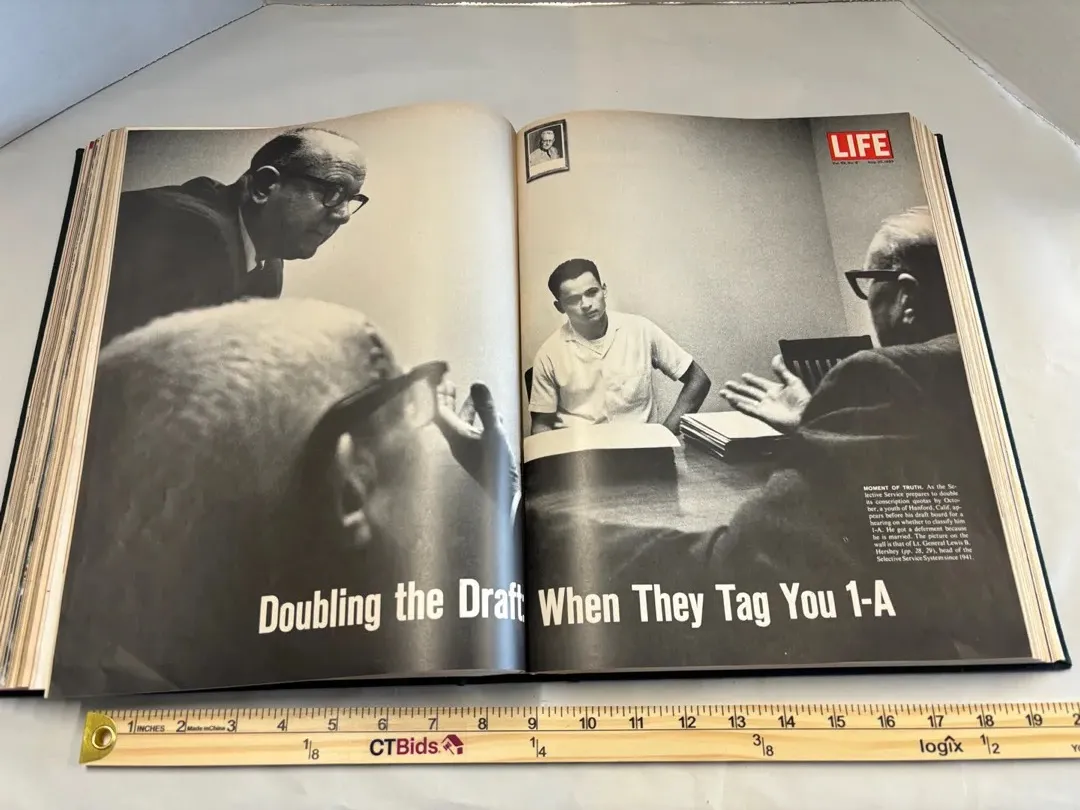 LIFE
MOMENT OF TRUTH. As the Se-
lective Service prepares to double
its conscription quotas by Octo-
ber, a youth of Hanford, Calif. ap-
pears before his draft board for a
hearing on whether to classify him
1-A. He got a deferment because
he is married. The picture on the
wall is that of Lt. General Lewis B.
Hershey (pp. 28, 29), head of the
Selective Service System since 1941.
Doubling the Draft: When They Tag You 1-A
1 INCHES 2 Made in China 3 4 5 6 7 8 9 10 11 12 13 14 15 16 17 18 19 2
1/8 CTBids 1/4 3/8 logix 1/2